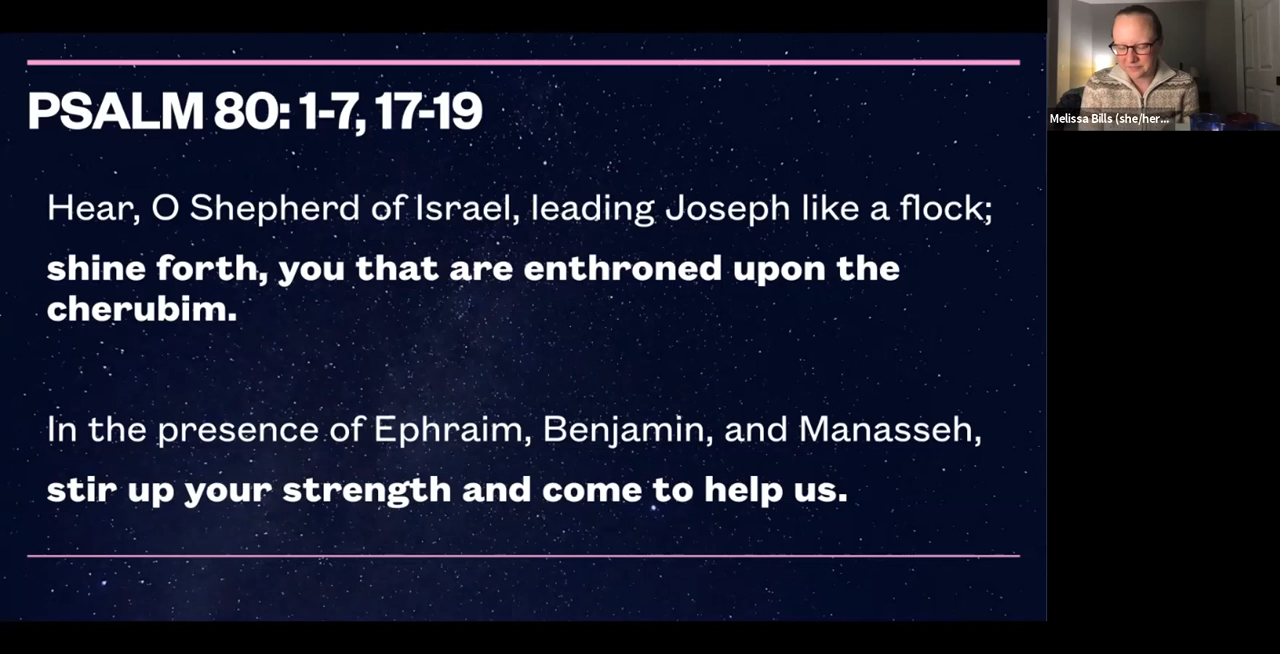 PSALM 80: 1-7, 17-19
Hear, O Shepherd of Israel, leading Joseph like a flock;
shine forth, you that are enthroned upon the
cherubim.
In the presence of Ephraim, Benjamin, and Manasseh,
stir up your strength and come to help us.
Melissa Bills (she/her...